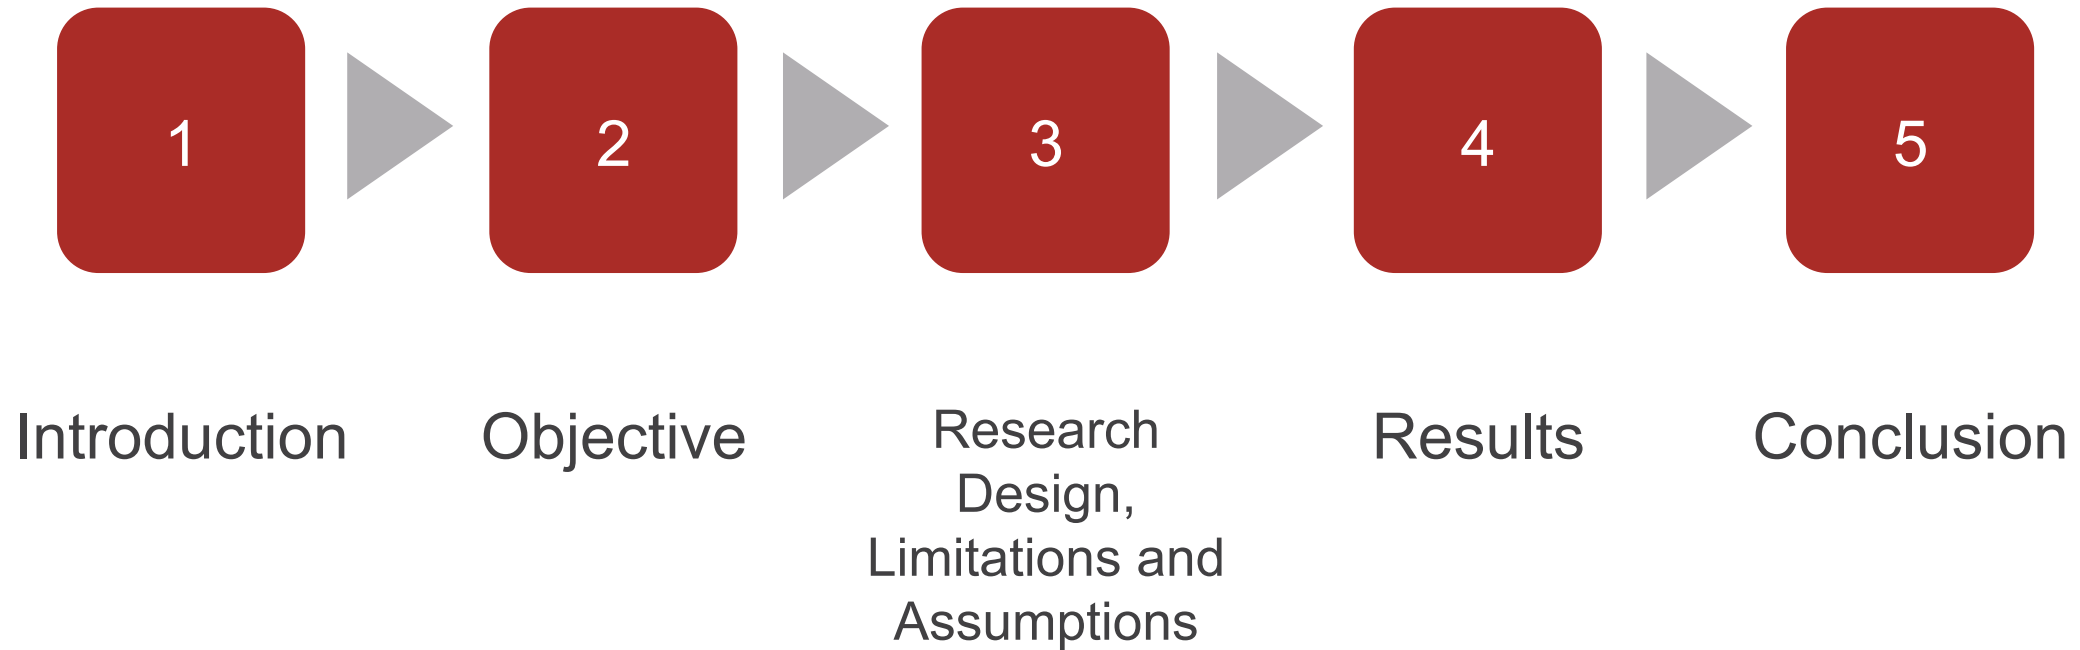 1
2
3
4
5
Introduction
Objective
Research
Design,
Limitations and
Assumptions
Results
Conclusion